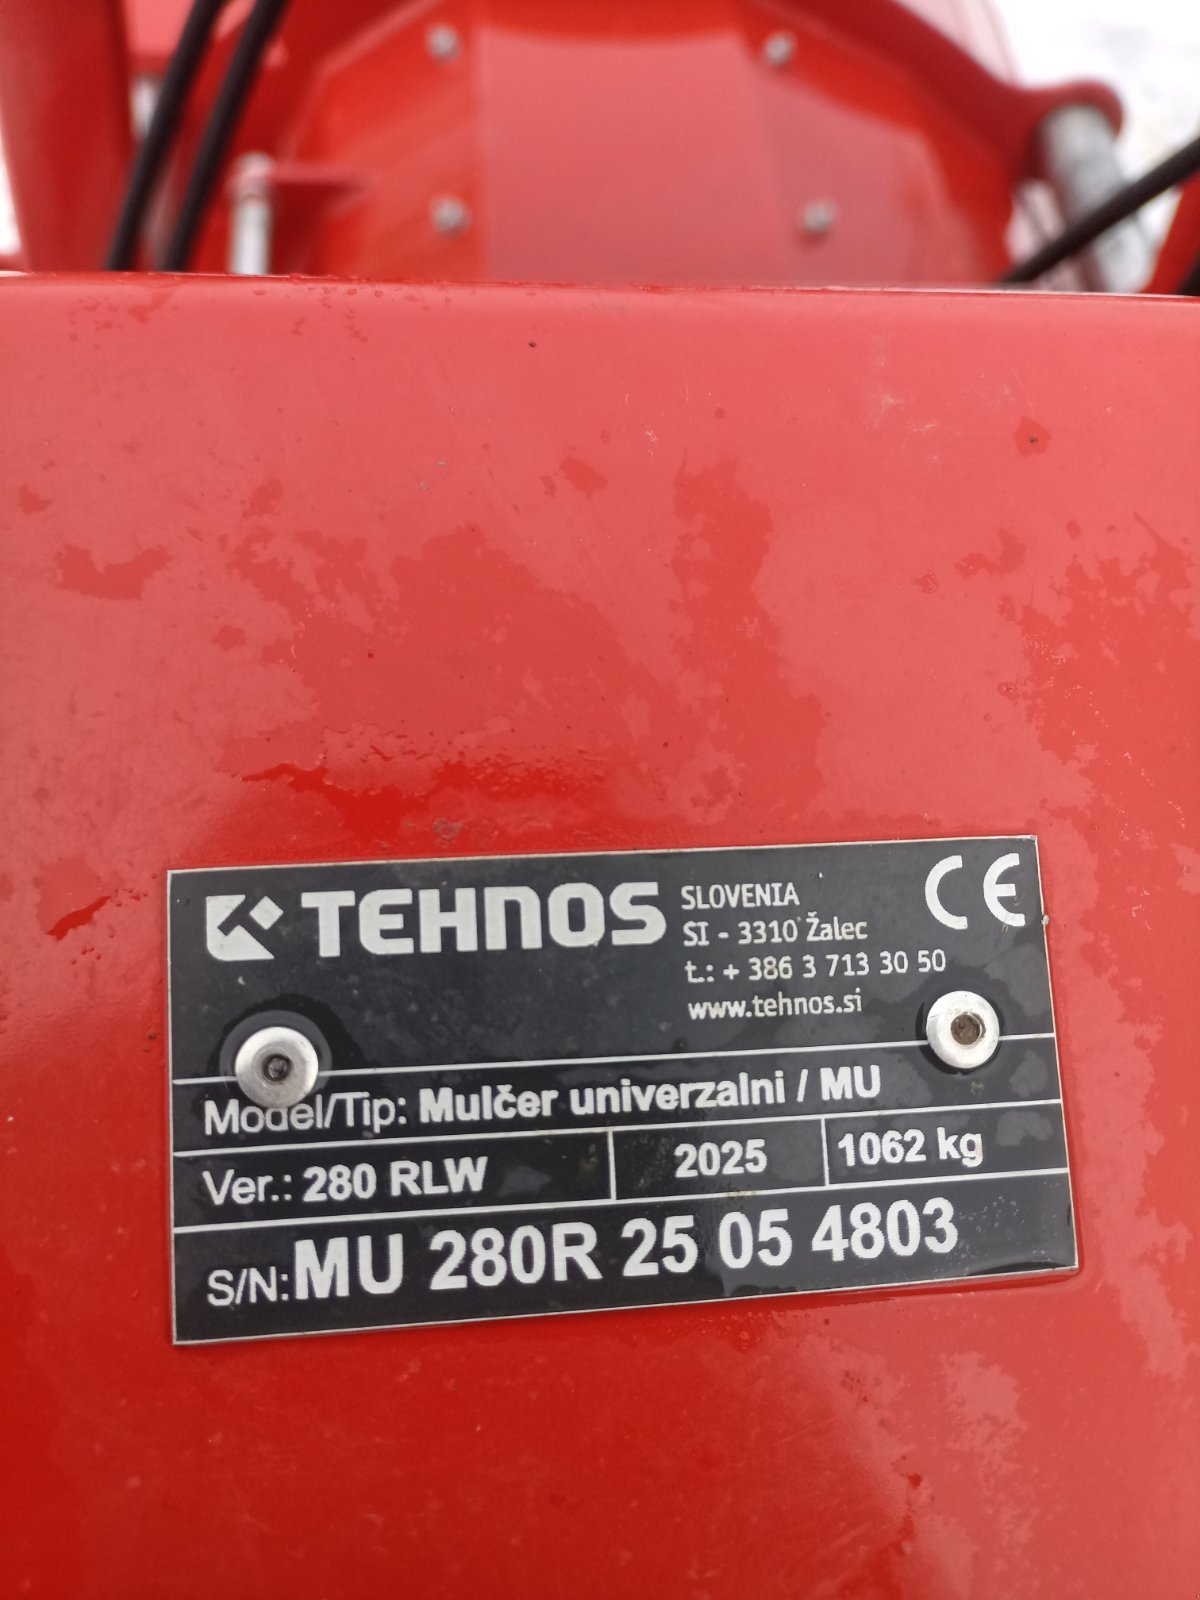 TEHNOS
SLOVENIA
SI - 3310 Žalec
t.: + 386 3 713 30 50
www.tehnos.si
CE
Model/Tip: Mulčer univerzalni / MU
Ver.: 280 RLW 2025 1062 kg
S/N: MU 280R 25 05 4803